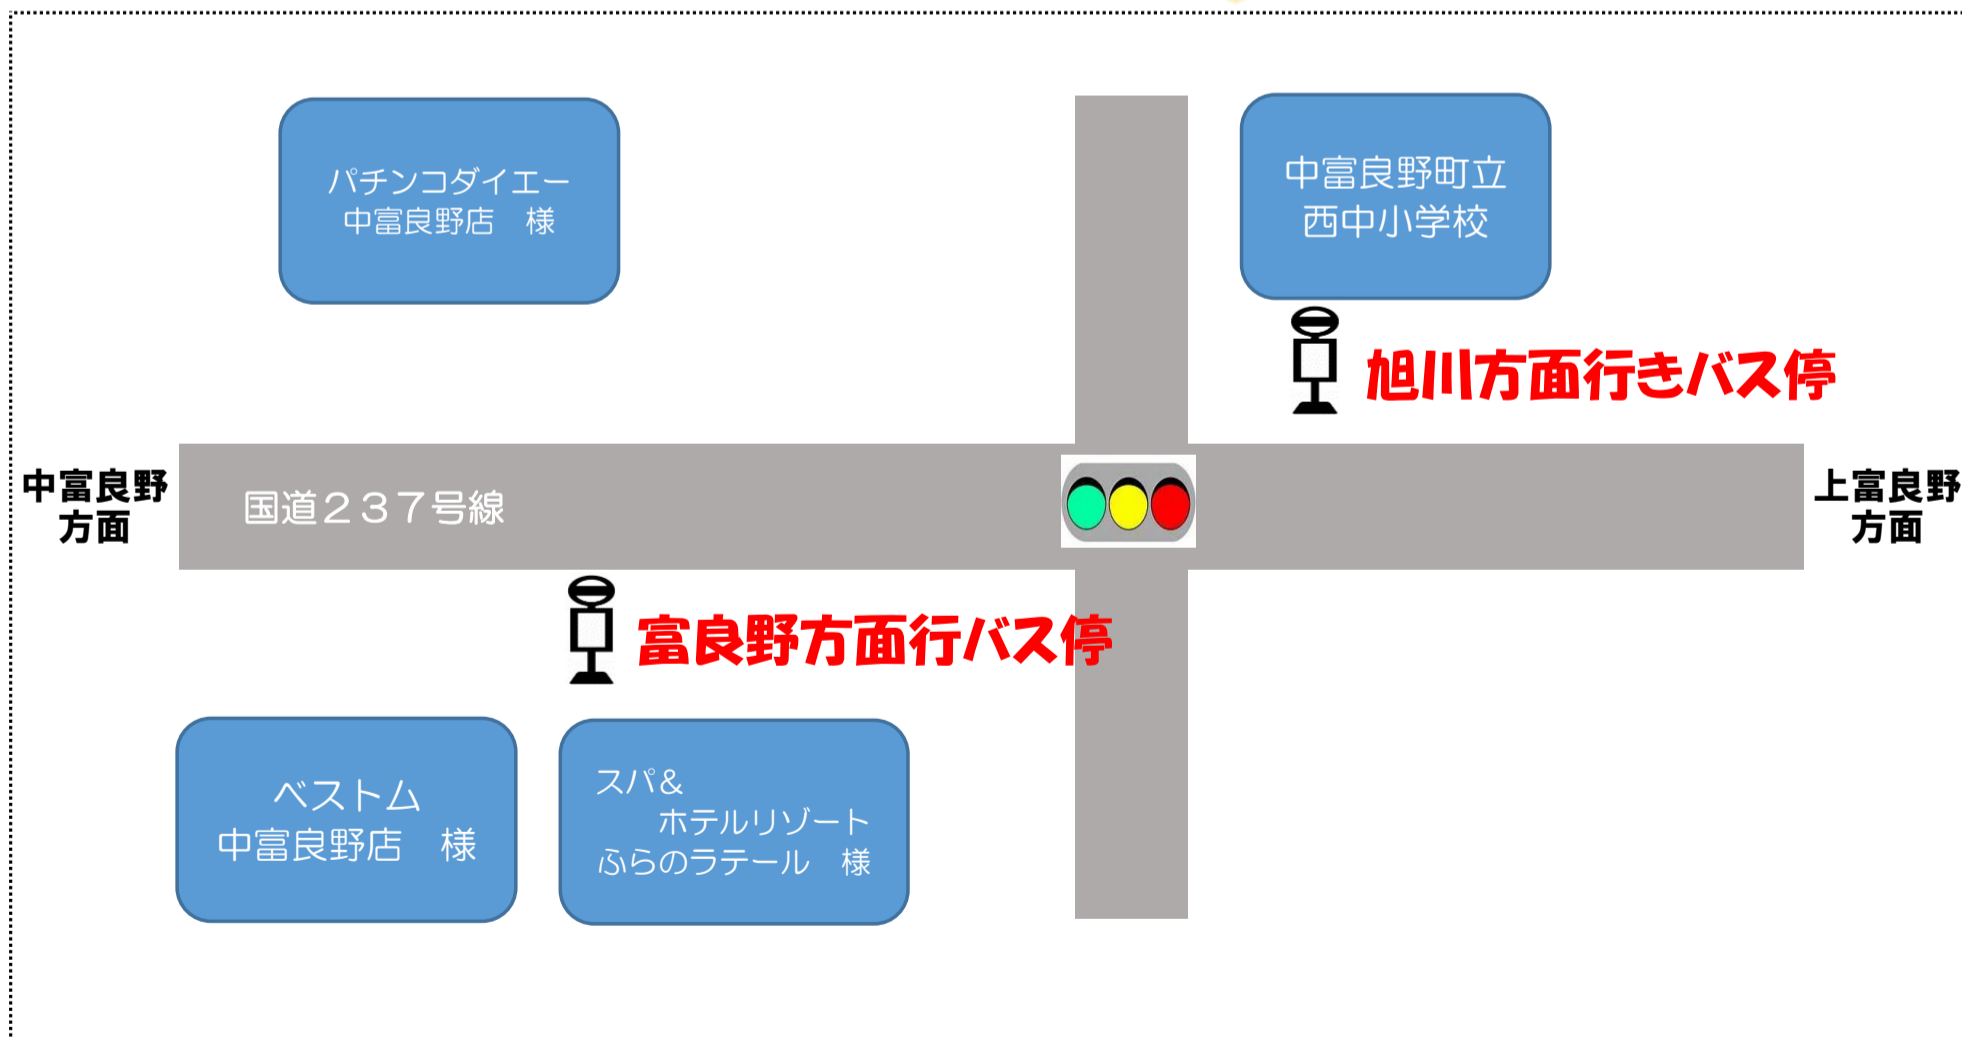 パチンコダイエー
中富良野店　様
中富良野町立
西中小学校
旭川方面行きバス停
中富良野
方面
国道２３７号線
上富良野
方面
富良野方面行バス停
ベストム
中富良野店　様
スパ＆
ホテルリゾート
ふらのラテール　様